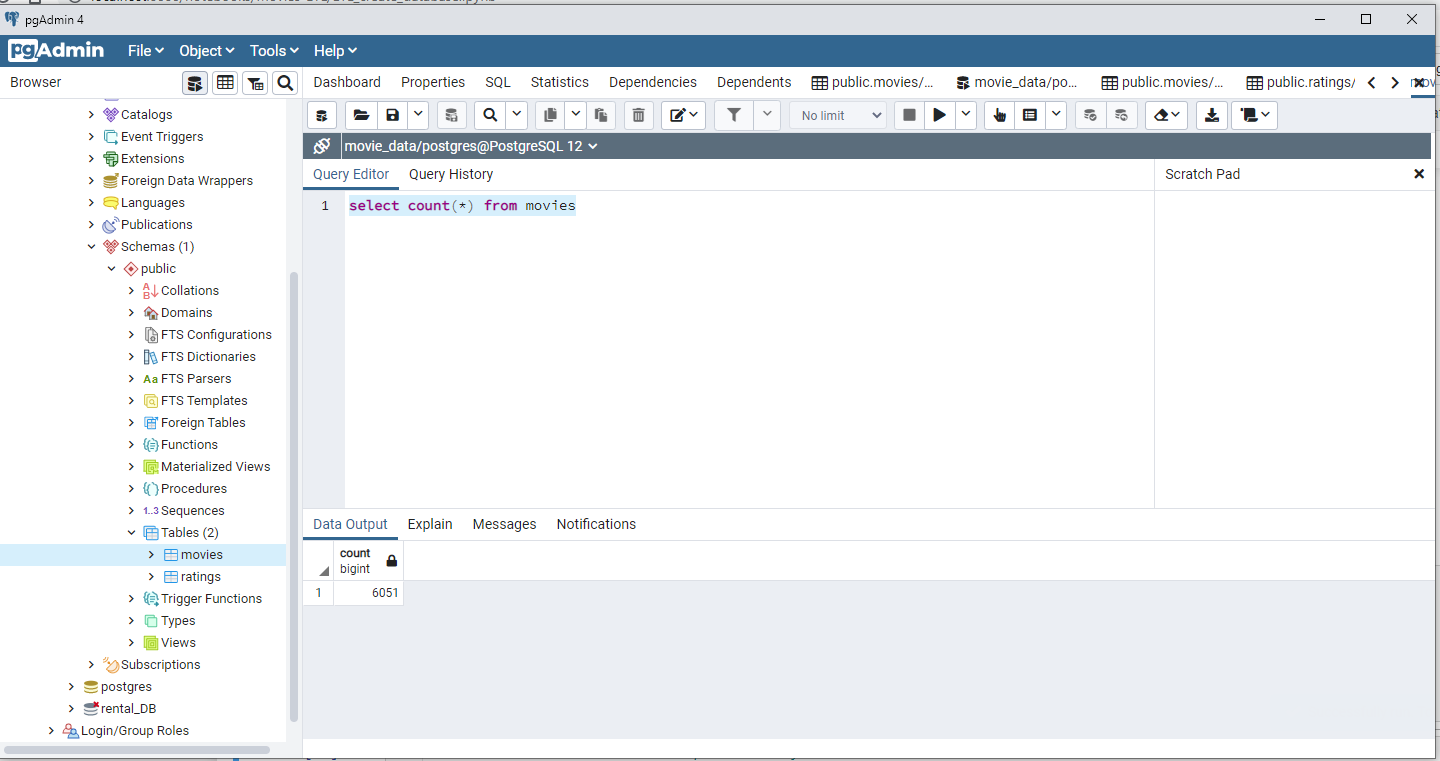 pgAdmin 4
pgAdmin File Object Tools Help
Browser
Dashboard Properties SQL Statistics Dependencies Dependents public.movies/... movie_data/po... public.movies/... public.ratings/
No limit
movie_data/postgres@PostgreSQL 12
Query Editor Query History
Scratch Pad
1 select count(*) from movies
Catalogs
Event Triggers
Extensions
Foreign Data Wrappers
Languages
Publications
Schemas (1)
public
Collations
Domains
FTS Configurations
FTS Dictionaries
Aa FTS Parsers
FTS Templates
Foreign Tables
Functions
Materialized Views
Procedures
1..3 Sequences
Tables (2)
movies
ratings
Trigger Functions
Types
Views
Subscriptions
postgres
rental_DB
Login/Group Roles
Data Output Explain Messages Notifications
count
bigint
1 6051